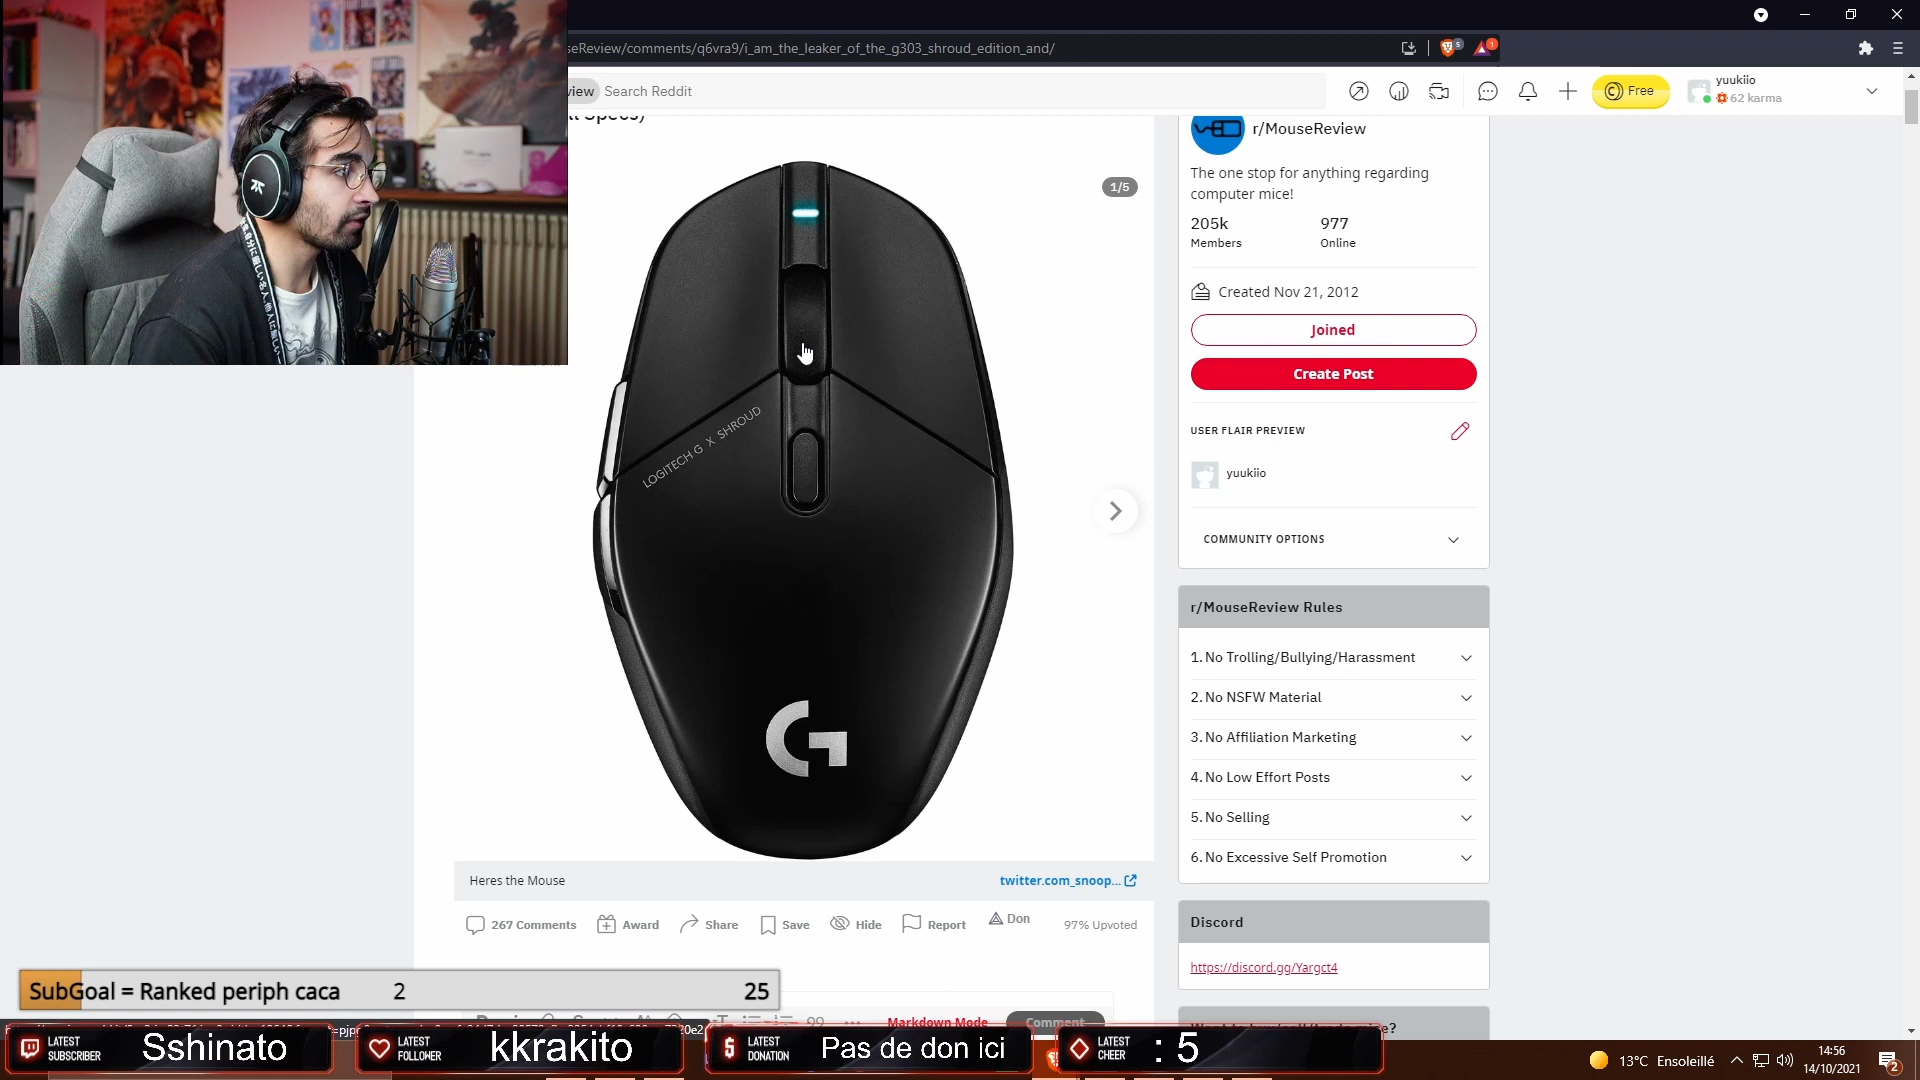 seReview/comments/q6vra9/i_am_the_leaker_of_the_g303_shroud_edition_and/
view
Search Reddit
Free
yuukiio
62 karma
1/5
r/MouseReview
The one stop for anything regarding
computer mice!
205k
977
Members
Online
Created Nov 21, 2012
Joined
Create Post
USER FLAIR PREVIEW
yuukiio
COMMUNITY OPTIONS
LOGITECH G X SHROUD
r/MouseReview Rules
1. No Trolling/Bullying/Harassment
2. No NSFW Material
3. No Affiliation Marketing
4. No Low Effort Posts
5. No Selling
6. No Excessive Self Promotion
Heres the Mouse
twitter.com_snoop...
267 Comments
Award
Share
Save
Hide
Report
Don
97% Upvoted
Discord
https://discord.gg/Yargct4
SubGoal = Ranked periph caca 2 25
Markdown Mode
Comment
LATEST
SUBSCRIBER
Sshinato
LATEST
FOLLOWER
kkrakito
LATEST
DONATION
Pas de don ici
LATEST
CHEER
: 5
13°C Ensoleillé
14:56
14/10/2021
2